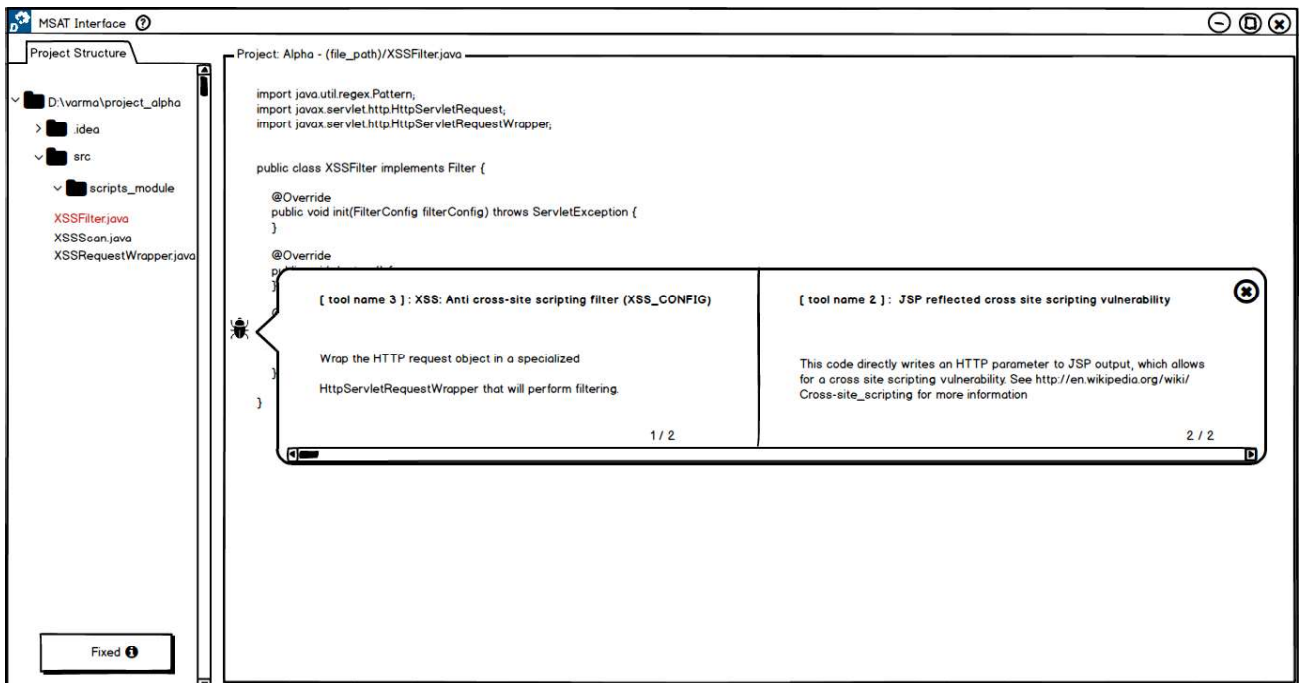 MSAT Interface ?
Project Structure
D:\varma\project_alpha
.idea
src
scripts_module
XSSFilter.java
XSSScan.java
XSSRequestWrapper.java
Fixed i
Project: Alpha - (file_path)/XSSFilter.java
import java.util.regex.Pattern;
import javax.servlet.http.HttpServletRequest;
import javax.servlet.http.HttpServletRequestWrapper;
public class XSSFilter implements Filter {
@Override
public void init(FilterConfig filterConfig) throws ServletException {
}
@Override
}
}
}
[ tool name 3 ] : XSS: Anti cross-site scripting filter (XSS_CONFIG)
Wrap the HTTP request object in a specialized
HttpServletRequestWrapper that will perform filtering.
1 / 2
[ tool name 2 ] : JSP reflected cross site scripting vulnerability
This code directly writes an HTTP parameter to JSP output, which allows
for a cross site scripting vulnerability. See http://en.wikipedia.org/wiki/
Cross-site_scripting for more information
2 / 2